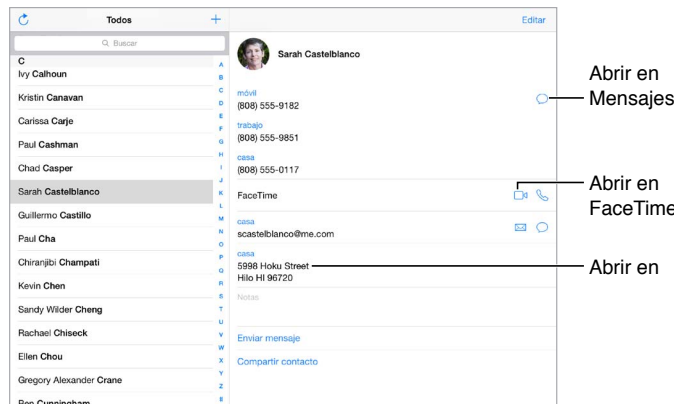 Todos
Editar
Buscar
C
Ivy Calhoun
Kristin Canavan
Carissa Carje
Paul Cashman
Chad Casper
Sarah Castelblanco
Guillermo Castillo
Paul Cha
Chiranjibi Champati
Kevin Chen
Sandy Wilder Cheng
Rachael Chiseck
Ellen Chou
Gregory Alexander Crane
Ben Cunningham
A
B
C
D
E
F
G
H
I
J
K
L
M
N
O
P
Q
R
S
T
U
V
W
X
Y
Z
#
Sarah Castelblanco
móvil
(808) 555-9182
trabajo
(808) 555-9851
casa
(808) 555-0117
FaceTime
casa
scastelblanco@me.com
casa
5998 Hoku Street
Hilo HI 96720
Notas
Enviar mensaje
Compartir contacto
Abrir en
Mensajes
Abrir en
FaceTime
Abrir en